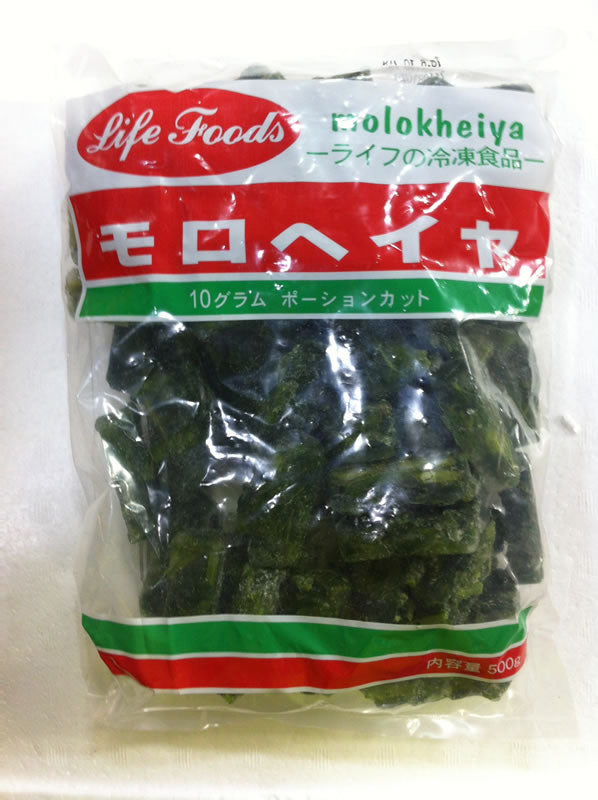 Life Foods
molokheiya
ーライフの冷凍食品ー
モロヘイヤ
10グラム ポーションカット
内容量 500g